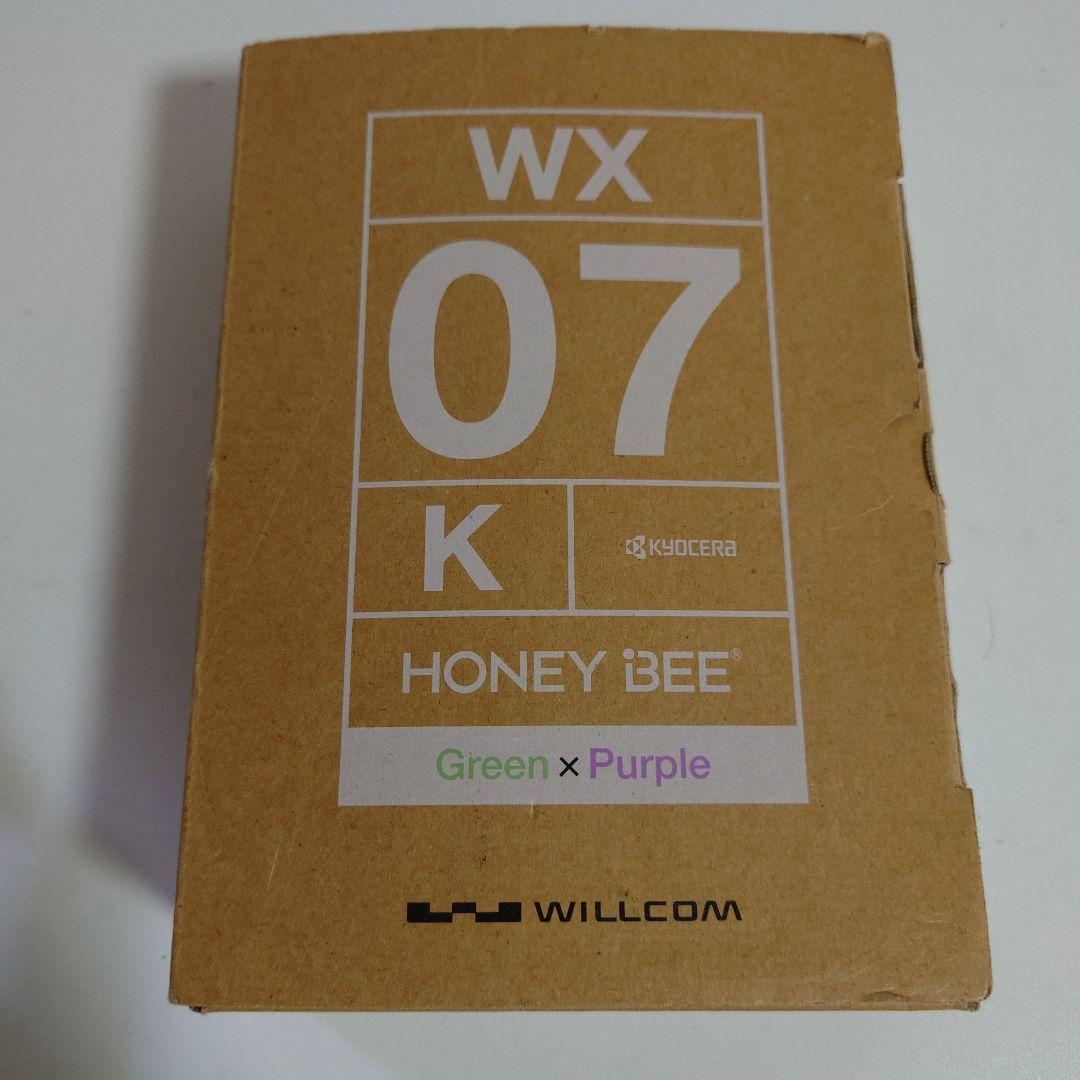 WX
07
K
KYOCERA
HONEY BEE®
Green × Purple
WILLCOM